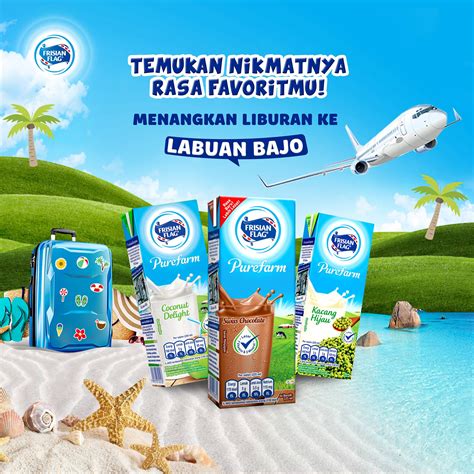 FRISIAN
FLAG
TEMUKAN NIKMATNYA
RASA FAVORITMU!
MENANGKAN LIBURAN KE
LABUAN BAJO
FRISIAN
FLAG
Purefarm
Coconut
Delight
FRISIAN
FLAG
Purefarm
Swiss Chocolate
FRISIAN
FLAG
Purefarm
Kacang
Hijau